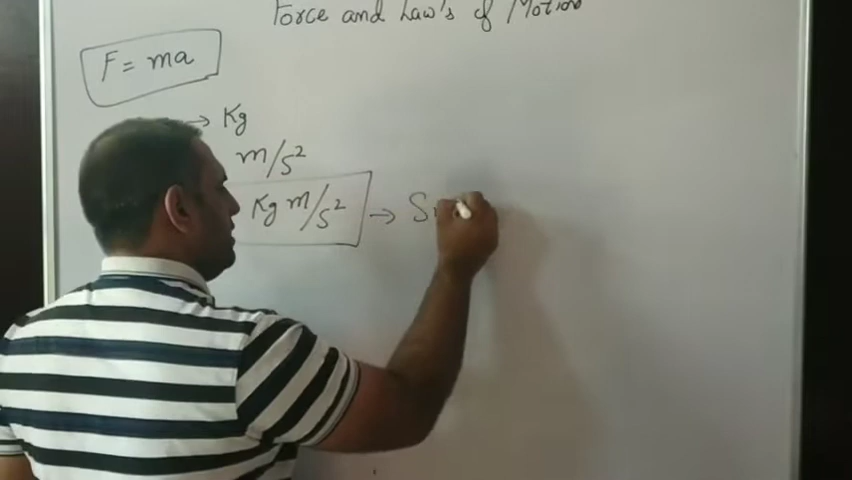 Force and Law's of Motion
F = ma
→ Kg
m/s²
Kg m/s² → S